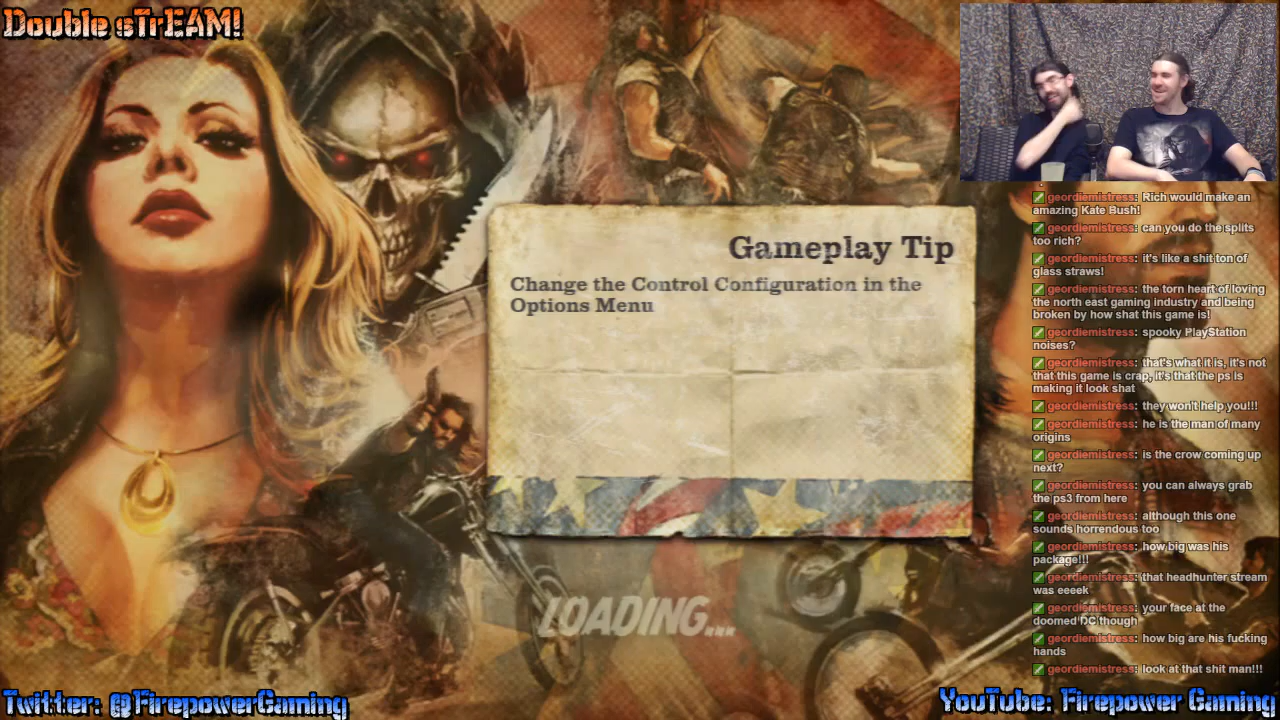 Double sTrEAM!
Gameplay Tip
Change the Control Configuration in the
Options Menu
LOADING...
geordiemistress: Rich would make an
amazing Kate Bush!
geordiemistress: can you do the splits
too rich?
geordiemistress: it's like a shit ton of
glass straws!
geordiemistress: the torn heart of loving
the north east gaming industry and being
broken by how shat this game is!
geordiemistress: spooky PlayStation
noises?
geordiemistress: that's what it is, it's not
that this game is crap, it's that the ps is
making it look shat
geordiemistress: they won't help you!!!
geordiemistress: he is the man of many
origins
geordiemistress: is the crow coming up
next?
geordiemistress: you can always grab
the ps3 from here
geordiemistress: although this one
sounds horrendous too
geordiemistress: how big was his
package!!!
geordiemistress: that headhunter stream
was eeeek
geordiemistress: your face at the
doomed DC though
geordiemistress: how big are his fucking
hands
geordiemistress: look at that shit man!!!
Twitter: @FirepowerGaming
YouTube: Firepower Gaming